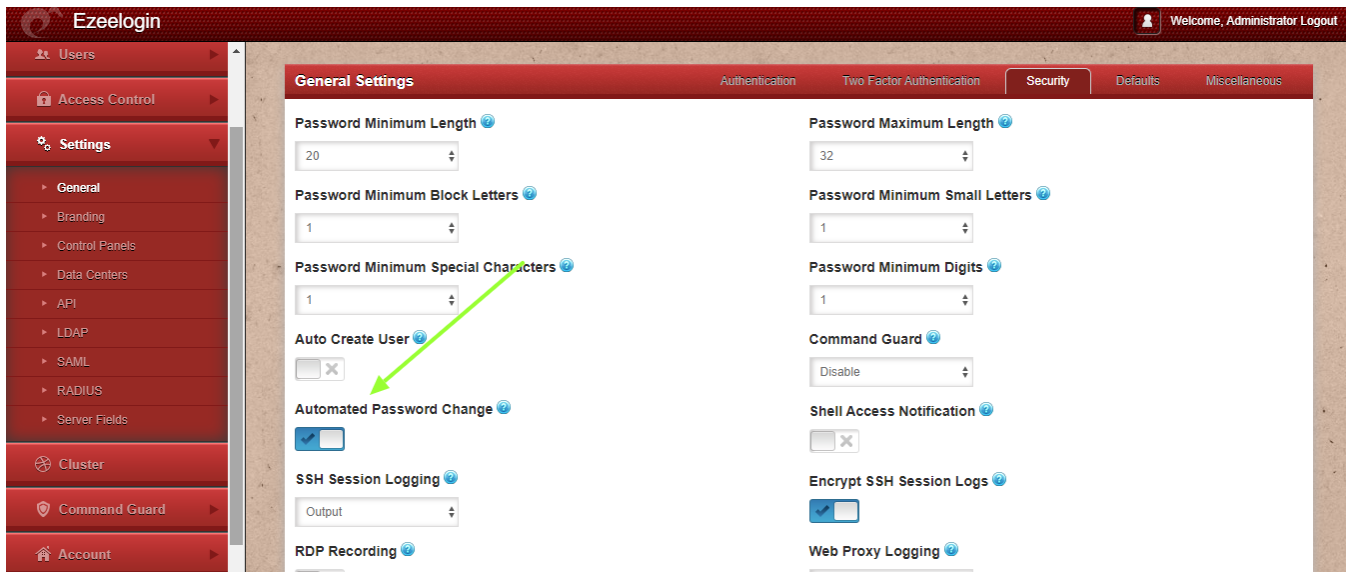 Ezeelogin
Welcome, Administrator Logout
Users
Access Control
Settings
General
Branding
Control Panels
Data Centers
API
LDAP
SAML
RADIUS
Server Fields
Cluster
Command Guard
Account
General Settings
Authentication
Two Factor Authentication
Security
Defaults
Miscellaneous
Password Minimum Length
Password Maximum Length
20
32
Password Minimum Block Letters
Password Minimum Small Letters
1
1
Password Minimum Special Characters
Password Minimum Digits
1
1
Auto Create User
Command Guard
Disable
Automated Password Change
Shell Access Notification
SSH Session Logging
Encrypt SSH Session Logs
Output
RDP Recording
Web Proxy Logging